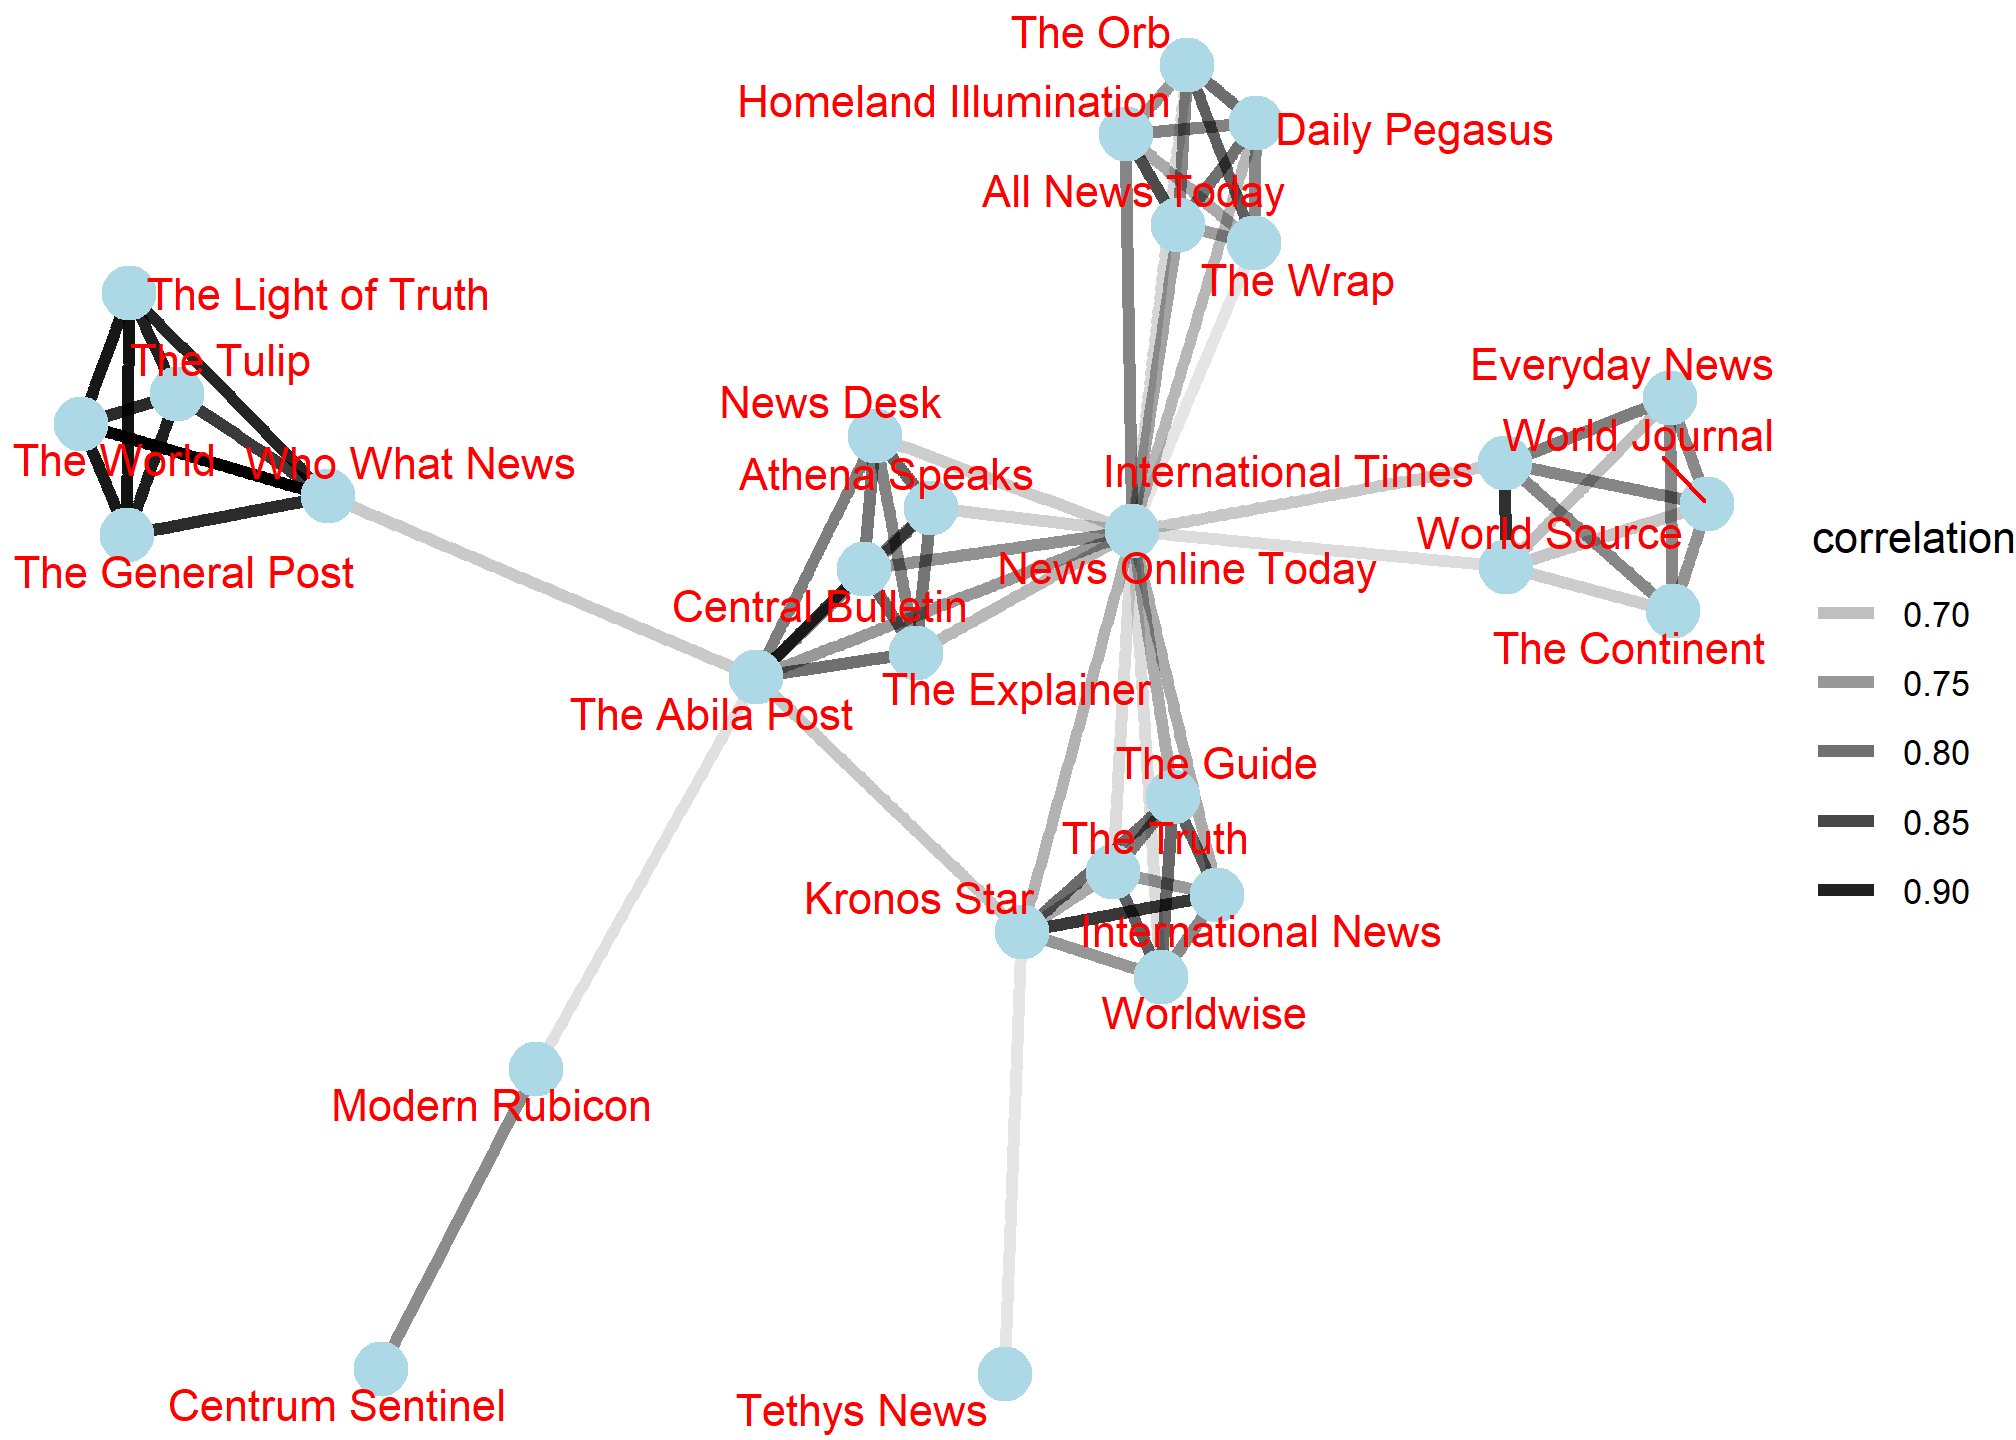 The Orb
Homeland Illumination
Daily Pegasus
All News Today
The Wrap
The Light of Truth
The Tulip
The World
Who What News
The General Post
News Desk
Athena Speaks
Central Bulletin
The Explainer
The Abila Post
News Online Today
International Times
Everyday News
World Journal
World Source
The Continent
The Guide
The Truth
Kronos Star
International News
Worldwise
Modern Rubicon
Centrum Sentinel
Tethys News
correlation
0.70
0.75
0.80
0.85
0.90